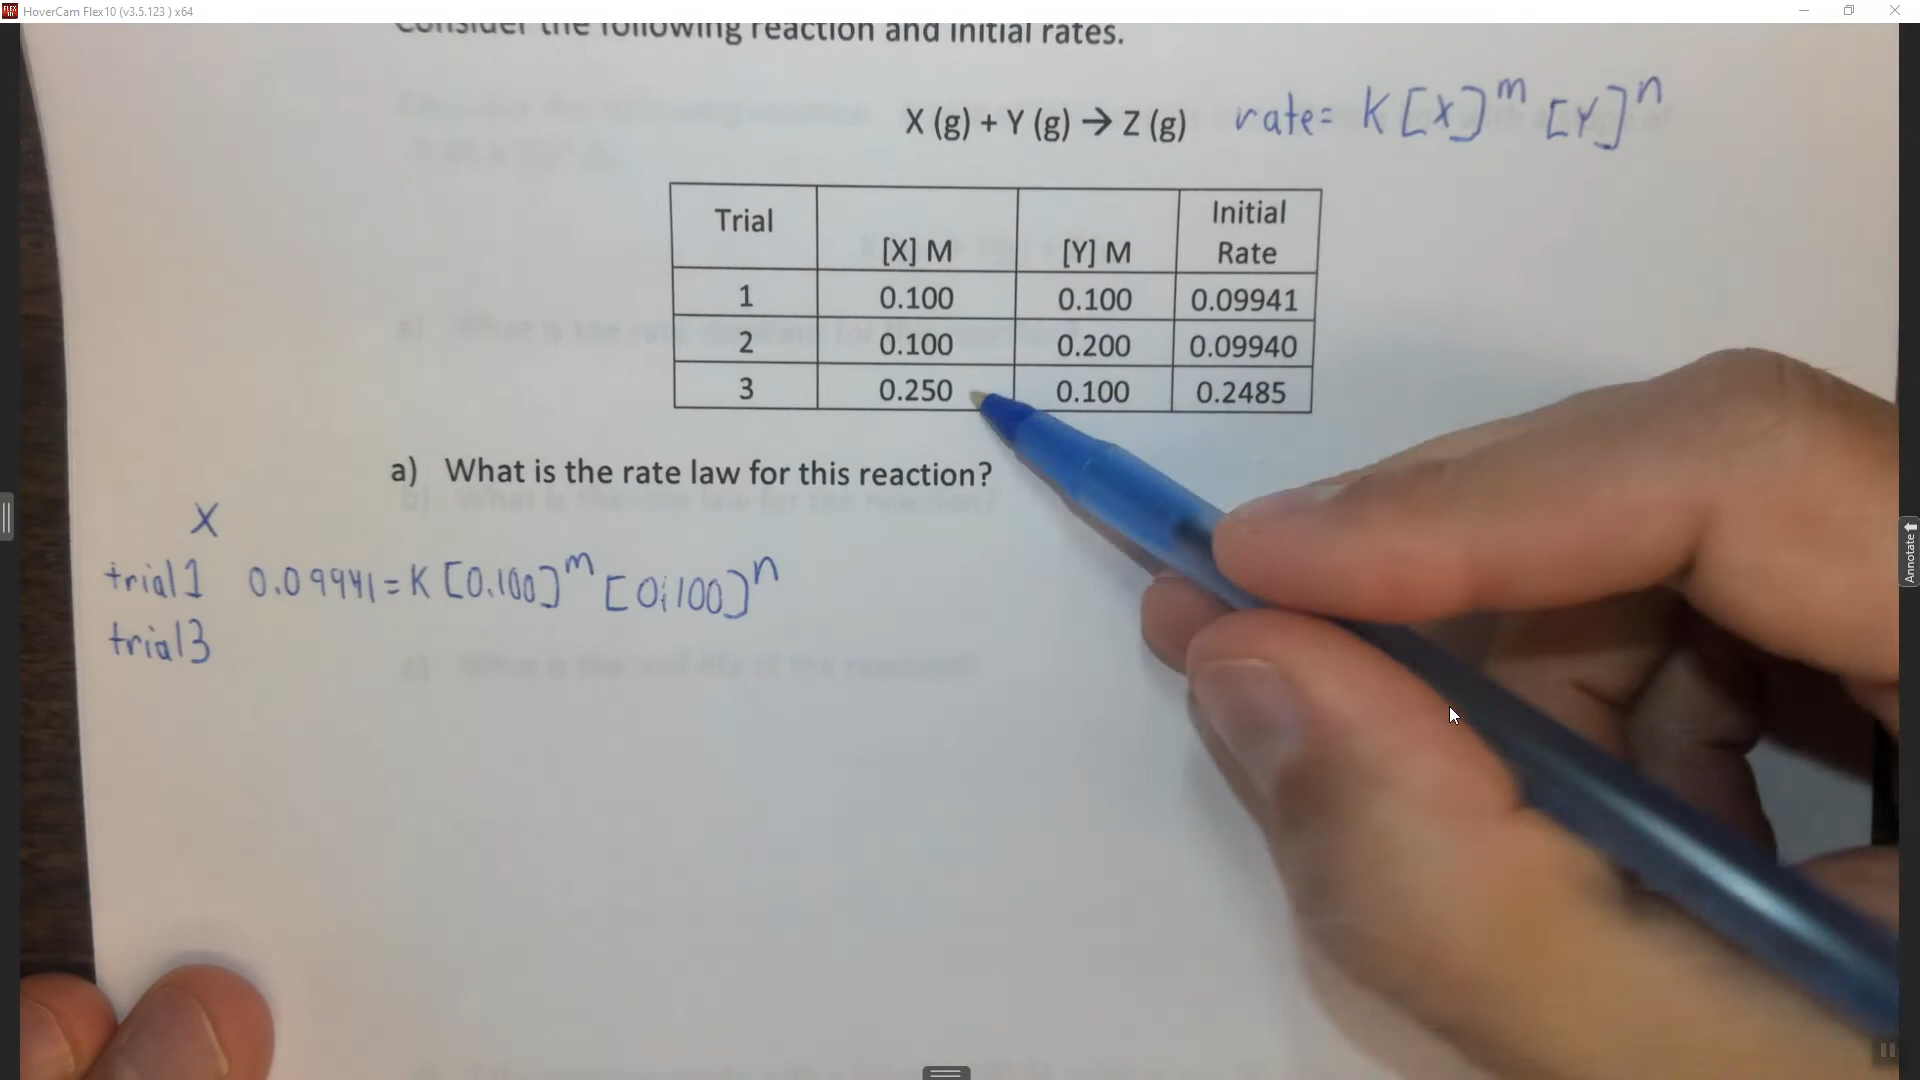 HoverCam Flex10 (v3.5.123 ) x64
Consider the following reaction and initial rates.
X (g) + Y (g) → Z (g) rate= K [X]^m [Y]^n
Trial [X] M [Y] M Initial Rate
1 0.100 0.100 0.09941
2 0.100 0.200 0.09940
3 0.250 0.100 0.2485
a) What is the rate law for this reaction?
X
trial 1 0.09941 = K [0.100]^m [0.100]^n
trial 3
Annotate